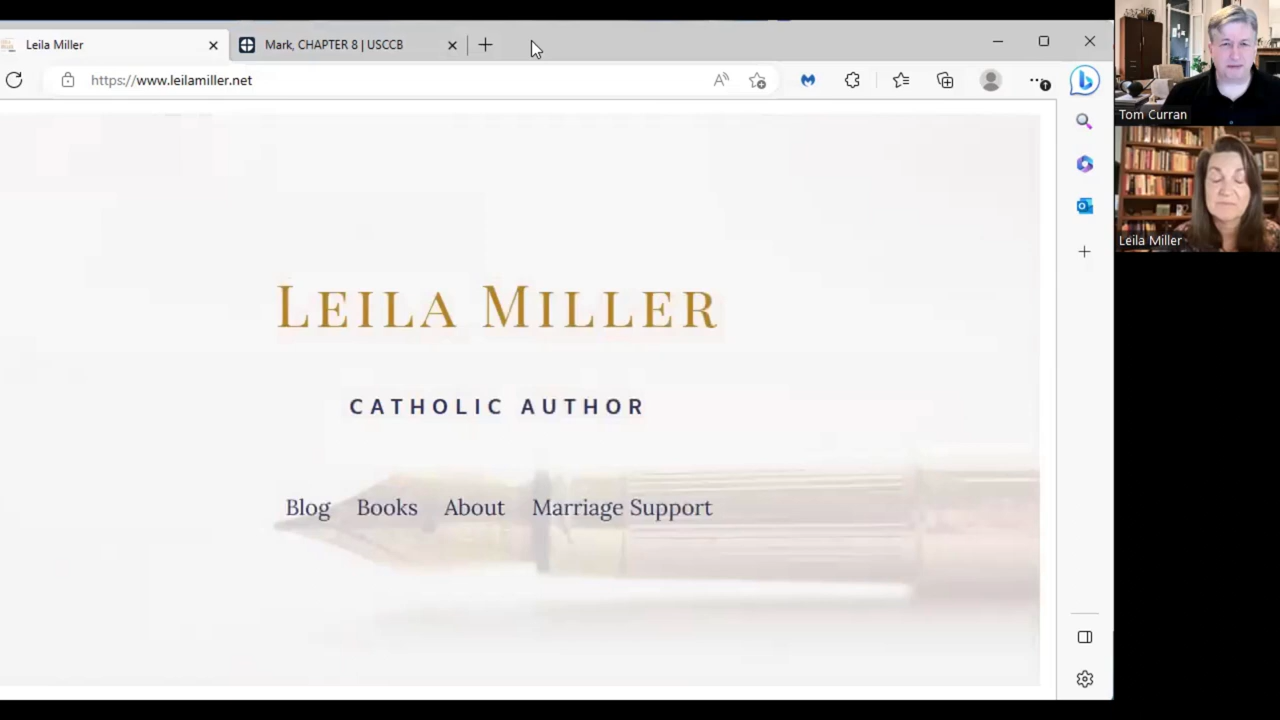 Leila Miller
Mark, CHAPTER 8 | USCCB
https://www.leilamiller.net
Tom Curran
Leila Miller
LEILA MILLER
CATHOLIC AUTHOR
Blog Books About Marriage Support